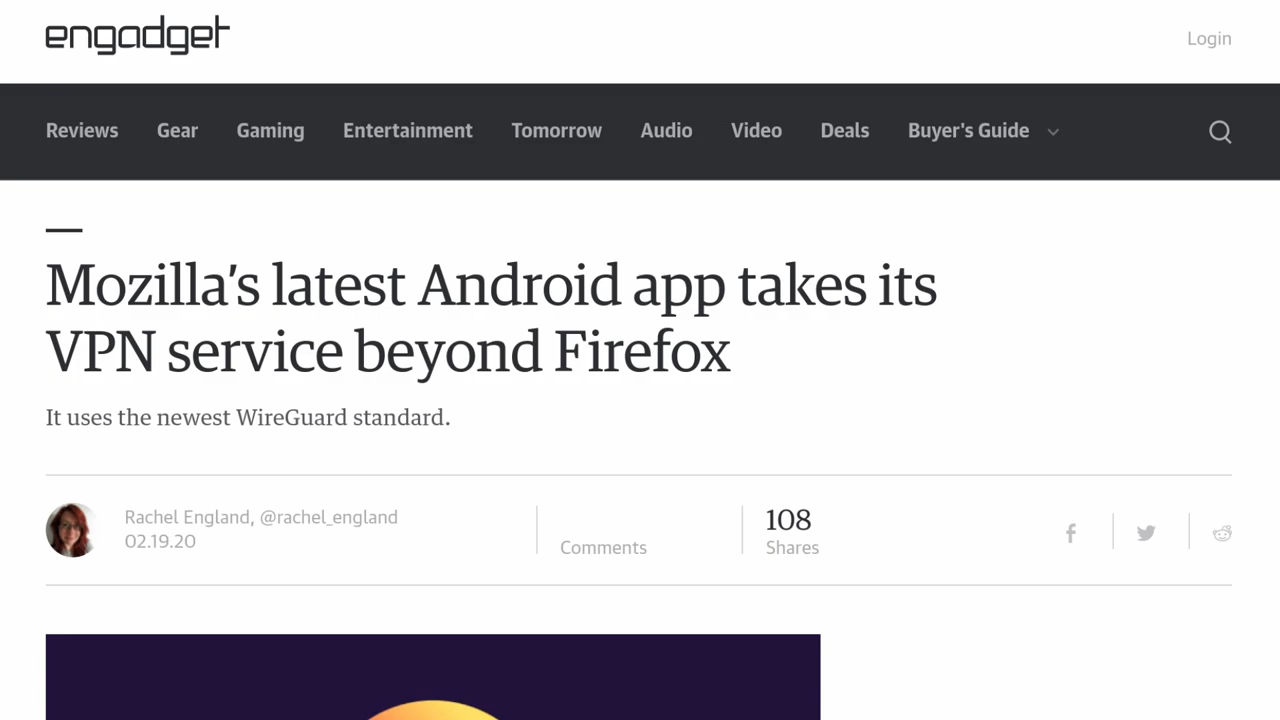 engadget
Login
Reviews Gear Gaming Entertainment Tomorrow Audio Video Deals Buyer's Guide
Mozilla’s latest Android app takes its
VPN service beyond Firefox
It uses the newest WireGuard standard.
Rachel England, @rachel_england
02.19.20
Comments
108
Shares